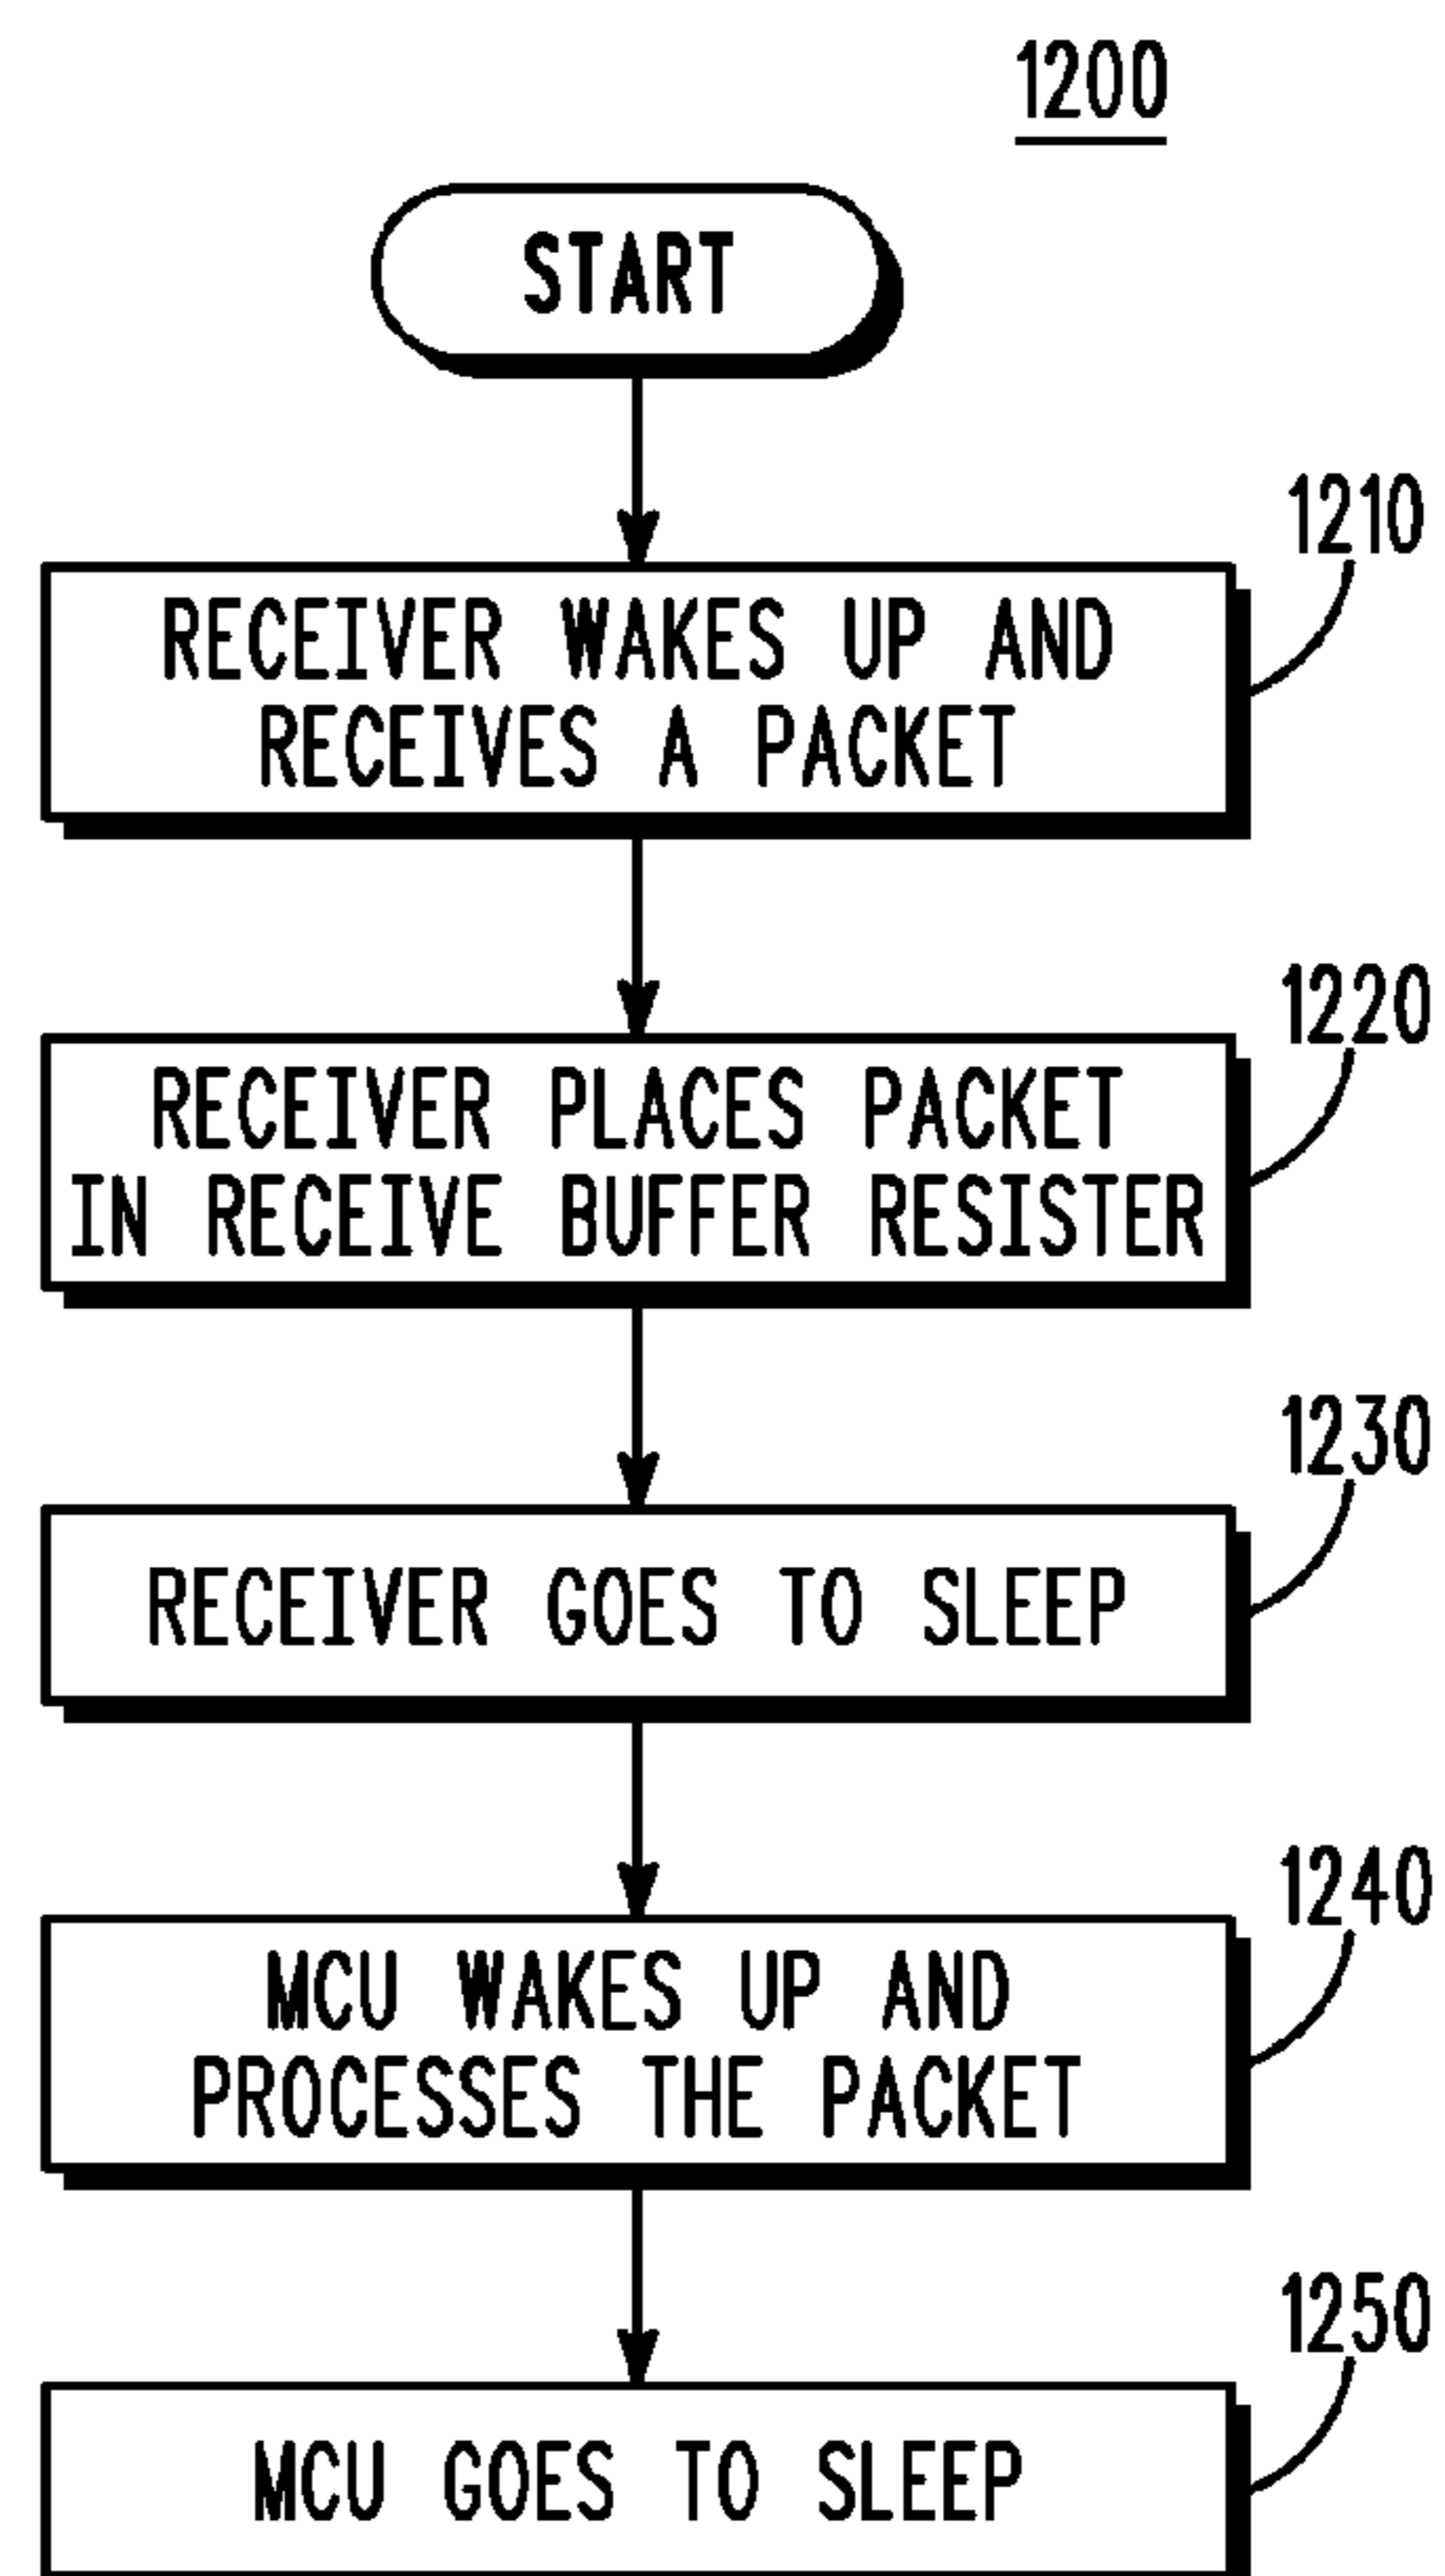 1200
START
1210
RECEIVER WAKES UP AND
RECEIVES A PACKET
1220
RECEIVER PLACES PACKET
IN RECEIVE BUFFER RESISTER
1230
RECEIVER GOES TO SLEEP
1240
MCU WAKES UP AND
PROCESSES THE PACKET
1250
MCU GOES TO SLEEP